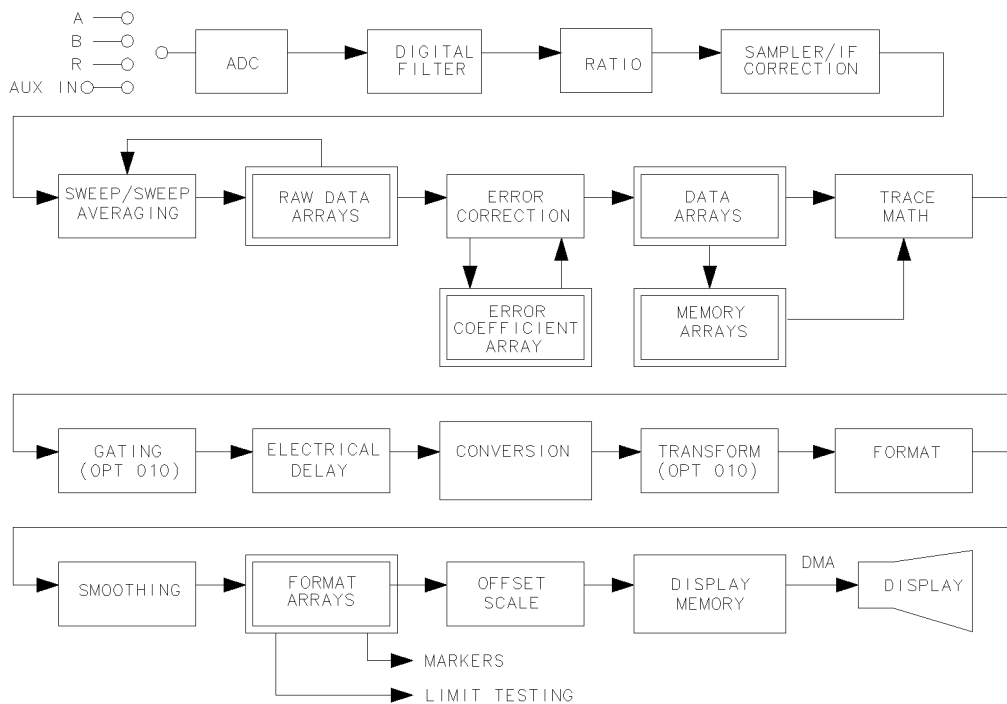 A
B
R
AUX IN
ADC
DIGITAL
FILTER
RATIO
SAMPLER/IF
CORRECTION
SWEEP/SWEEP
AVERAGING
RAW DATA
ARRAYS
ERROR
CORRECTION
DATA
ARRAYS
TRACE
MATH
ERROR
COEFFICIENT
ARRAY
MEMORY
ARRAYS
GATING
(OPT 010)
ELECTRICAL
DELAY
CONVERSION
TRANSFORM
(OPT 010)
FORMAT
SMOOTHING
FORMAT
ARRAYS
OFFSET
SCALE
DISPLAY
MEMORY
DMA
DISPLAY
MARKERS
LIMIT TESTING